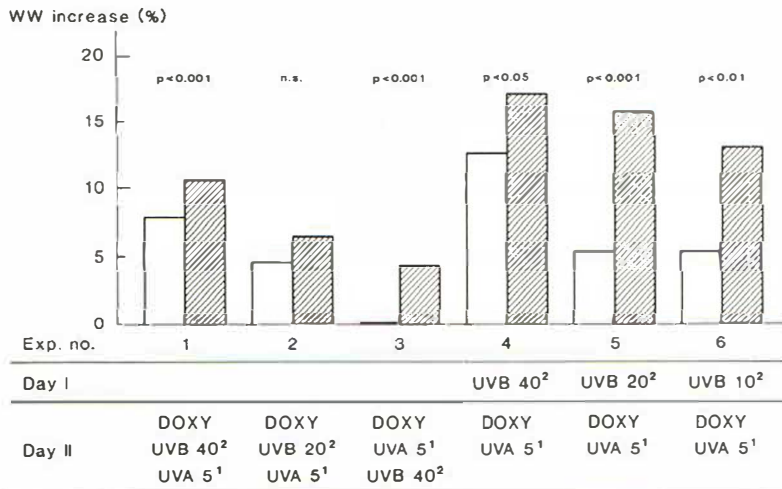 WW increase (%)
20
p<0.001 n.s. p<0.001 p<0.05 p<0.001 p<0.01
15
10
5
0
Exp. no. 1 2 3 4 5 6
Day I UVB 40² UVB 20² UVB 10²
DOXY DOXY DOXY DOXY DOXY DOXY
Day II UVB 40² UVB 20² UVA 5¹ UVA 5¹ UVA 5¹ UVA 5¹
UVA 5¹ UVA 5¹ UVB 40²